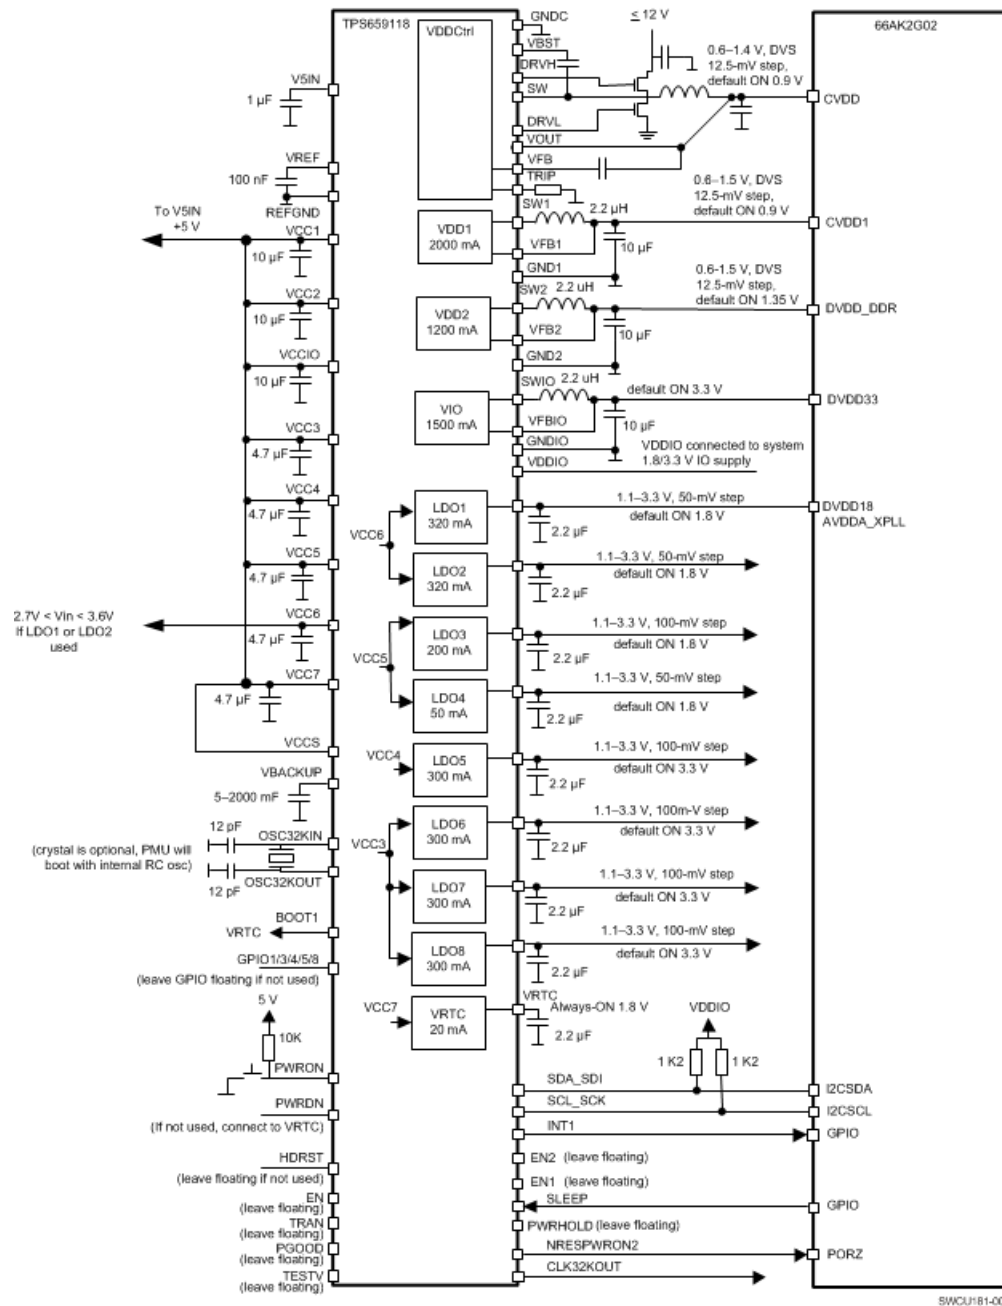 TPS659118
VDDCtrl
GNDC
VBST
DRVH
SW
DRVL
VOUT
VFB
TRIP
≤ 12 V
0.6–1.4 V, DVS
12.5-mV step,
default ON 0.9 V
66AK2G02
CVDD
V5IN
1 µF
VREF
100 nF
REFGND
To V5IN
+5 V
VCC1
10 µF
VDD1
2000 mA
SW1
2.2 µH
VFB1
10 µF
GND1
0.6–1.5 V, DVS
12.5-mV step,
default ON 0.9 V
CVDD1
VCC2
10 µF
VDD2
1200 mA
SW2
2.2 uH
VFB2
10 µF
GND2
0.6-1.5 V, DVS
12.5-mV step,
default ON 1.35 V
DVDD_DDR
VCCIO
10 µF
VIO
1500 mA
SWIO
2.2 uH
VFBIO
10 µF
GNDIO
default ON 3.3 V
DVDD33
VDDIO
VDDIO connected to system
1.8/3.3 V IO supply
VCC3
4.7 µF
VCC4
4.7 µF
VCC6
LDO1
320 mA
2.2 µF
1.1–3.3 V, 50-mV step
default ON 1.8 V
DVDD18
AVDDA_XPLL
VCC5
4.7 µF
LDO2
320 mA
2.2 µF
1.1–3.3 V, 50-mV step
default ON 1.8 V
2.7V < Vin < 3.6V
If LDO1 or LDO2
used
VCC6
4.7 µF
VCC5
LDO3
200 mA
2.2 µF
1.1–3.3 V, 100-mV step
default ON 1.8 V
VCC7
4.7 µF
LDO4
50 mA
2.2 µF
1.1–3.3 V, 50-mV step
default ON 1.8 V
VCCS
VCC4
LDO5
300 mA
2.2 µF
1.1–3.3 V, 100-mV step
default ON 3.3 V
VBACKUP
5–2000 mF
VCC3
LDO6
300 mA
2.2 µF
1.1–3.3 V, 100m-V step
default ON 3.3 V
12 pF
OSC32KIN
(crystal is optional, PMU will
boot with internal RC osc)
OSC32KOUT
12 pF
LDO7
300 mA
2.2 µF
1.1–3.3 V, 100-mV step
default ON 3.3 V
BOOT1
VRTC
LDO8
300 mA
2.2 µF
1.1–3.3 V, 100-mV step
default ON 3.3 V
GPIO1/3/4/5/8
(leave GPIO floating if not used)
VCC7
VRTC
20 mA
VRTC
Always-ON 1.8 V
2.2 µF
5 V
10K
PWRON
VDDIO
1 K2
1 K2
SDA_SDI
I2CSDA
SCL_SCK
I2CSCL
PWRDN
(If not used, connect to VRTC)
INT1
GPIO
HDRST
(leave floating if not used)
EN2 (leave floating)
EN1 (leave floating)
EN
(leave floating)
SLEEP
GPIO
TRAN
(leave floating)
PWRHOLD (leave floating)
PGOOD
(leave floating)
NRESPWRON2
PORZ
TESTV
(leave floating)
CLK32KOUT